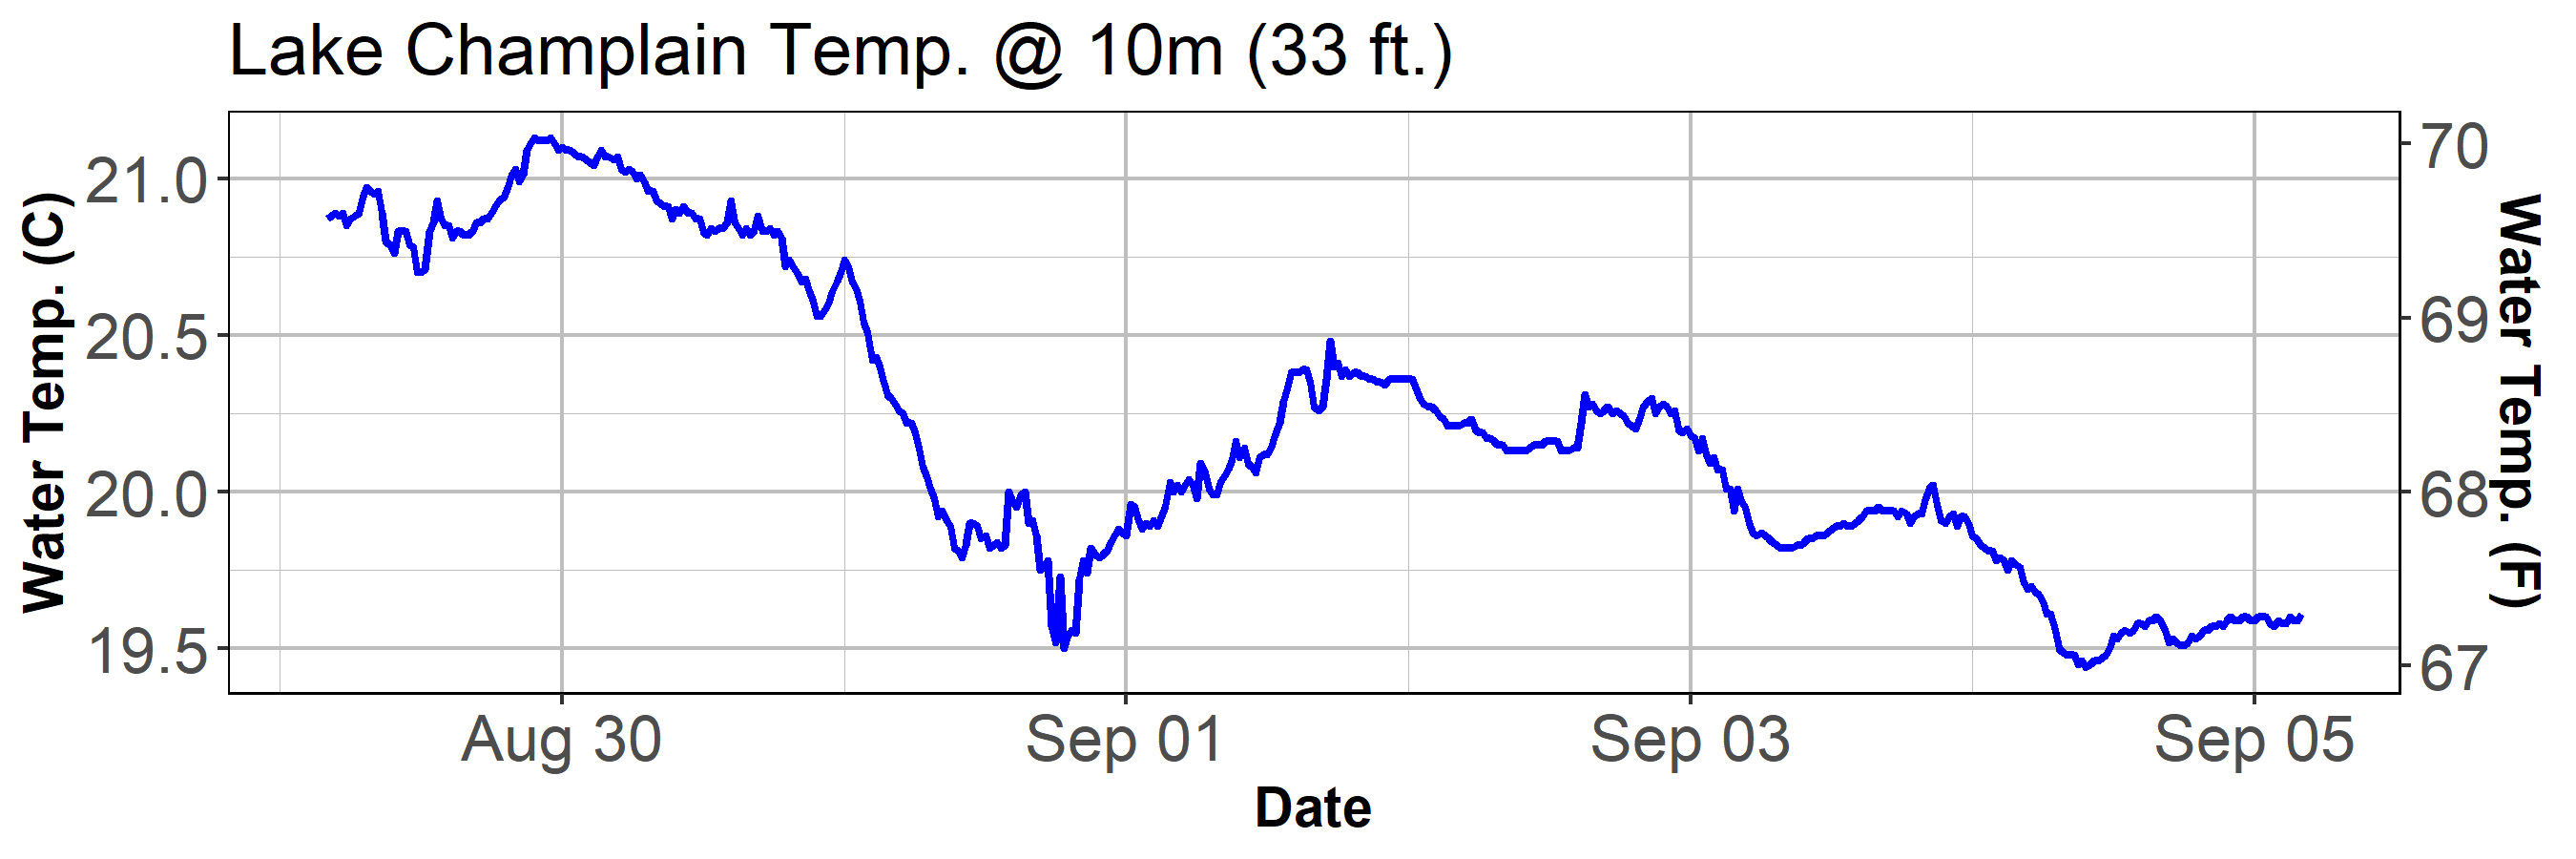 Lake Champlain Temp. @ 10m (33 ft.)
Water Temp. (C)
21.0
20.5
20.0
19.5
70
69
68
67
Water Temp. (F)
Aug 30
Sep 01
Sep 03
Sep 05
Date